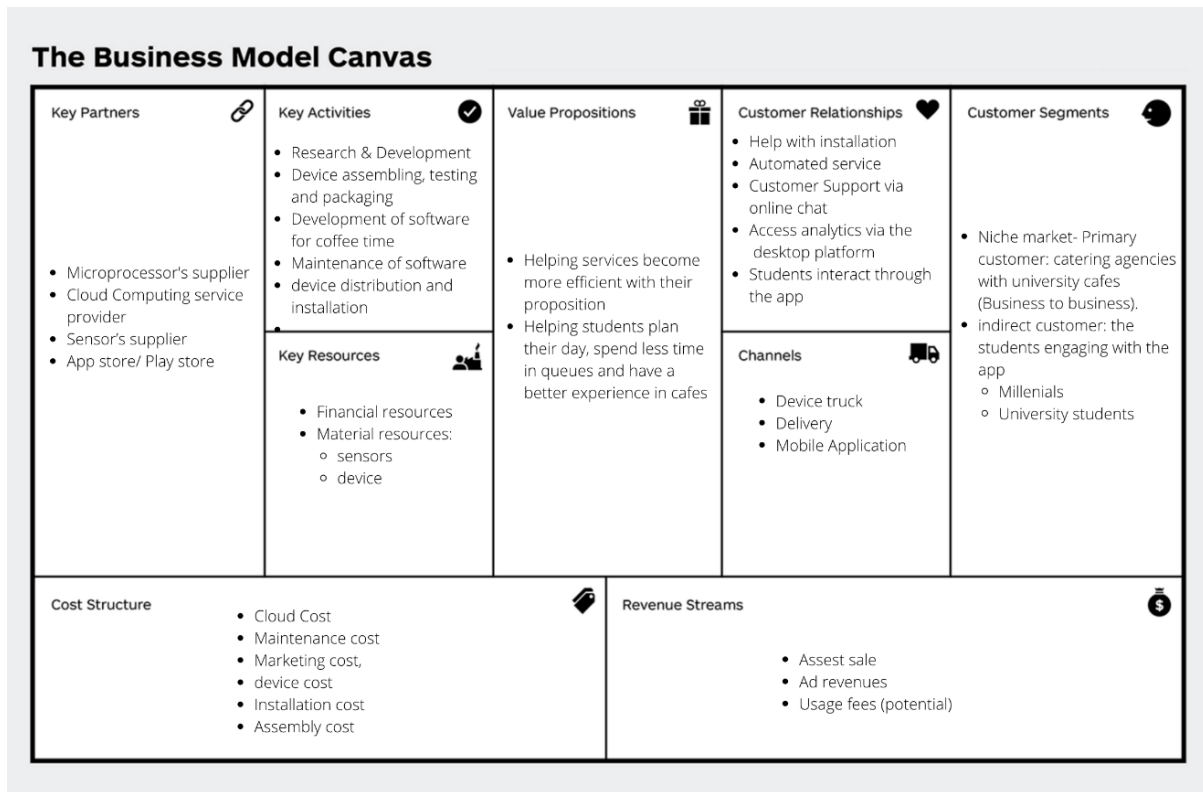 The Business Model Canvas
Key Partners
• Microprocessor's supplier
• Cloud Computing service
provider
• Sensor's supplier
• App store/ Play store
Key Activities
• Research & Development
• Device assembling, testing
and packaging
• Development of software
for coffee time
• Maintenance of software
• device distribution and
installation
•
Key Resources
• Financial resources
• Material resources:
◦ sensors
◦ device
Value Propositions
• Helping services become
more efficient with their
proposition
• Helping students plan
their day, spend less time
in queues and have a
better experience in cafes
Customer Relationships
• Help with installation
• Automated service
• Customer Support via
online chat
• Access analytics via the
desktop platform
• Students interact through
the app
Channels
• Device truck
• Delivery
• Mobile Application
Customer Segments
• Niche market- Primary
customer: catering agencies
with university cafes
(Business to business).
• indirect customer: the
students engaging with the
app
◦ Millenials
◦ University students
Cost Structure
• Cloud Cost
• Maintenance cost
• Marketing cost,
• device cost
• Installation cost
• Assembly cost
Revenue Streams
$
• Assest sale
• Ad revenues
• Usage fees (potential)